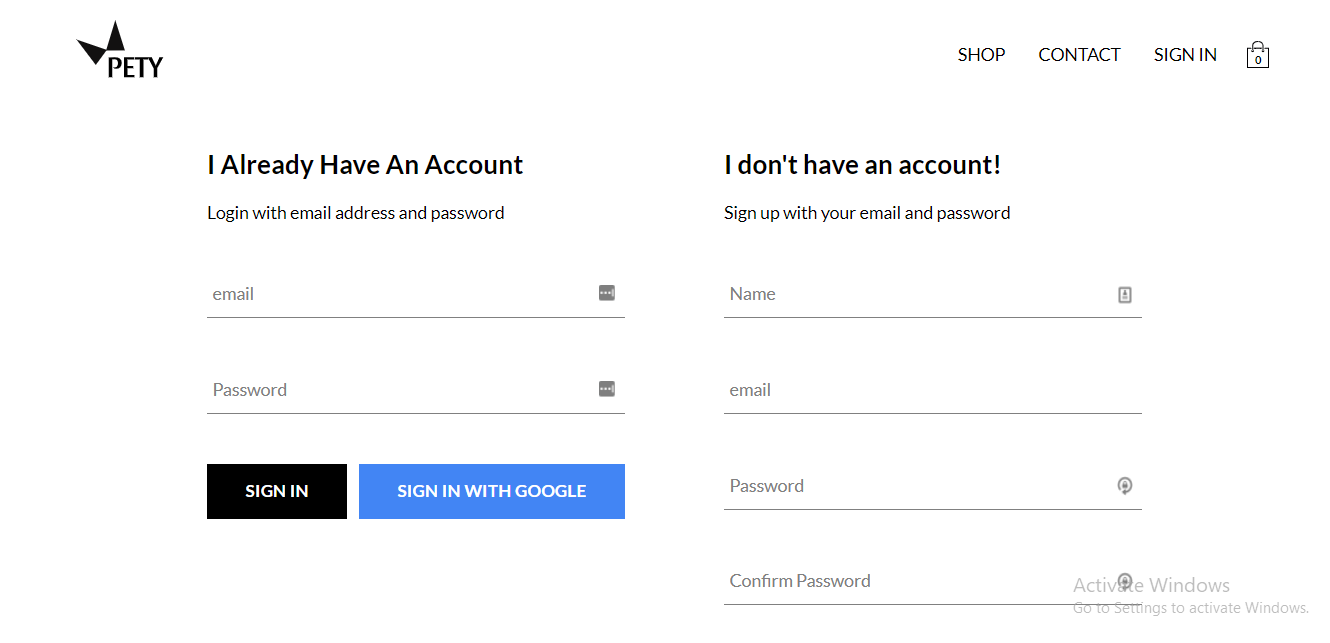 PETY
SHOP CONTACT SIGN IN 0
I Already Have An Account
Login with email address and password
email
Password
SIGN IN SIGN IN WITH GOOGLE
I don't have an account!
Sign up with your email and password
Name
email
Password
Confirm Password
Activate Windows
Go to Settings to activate Windows.